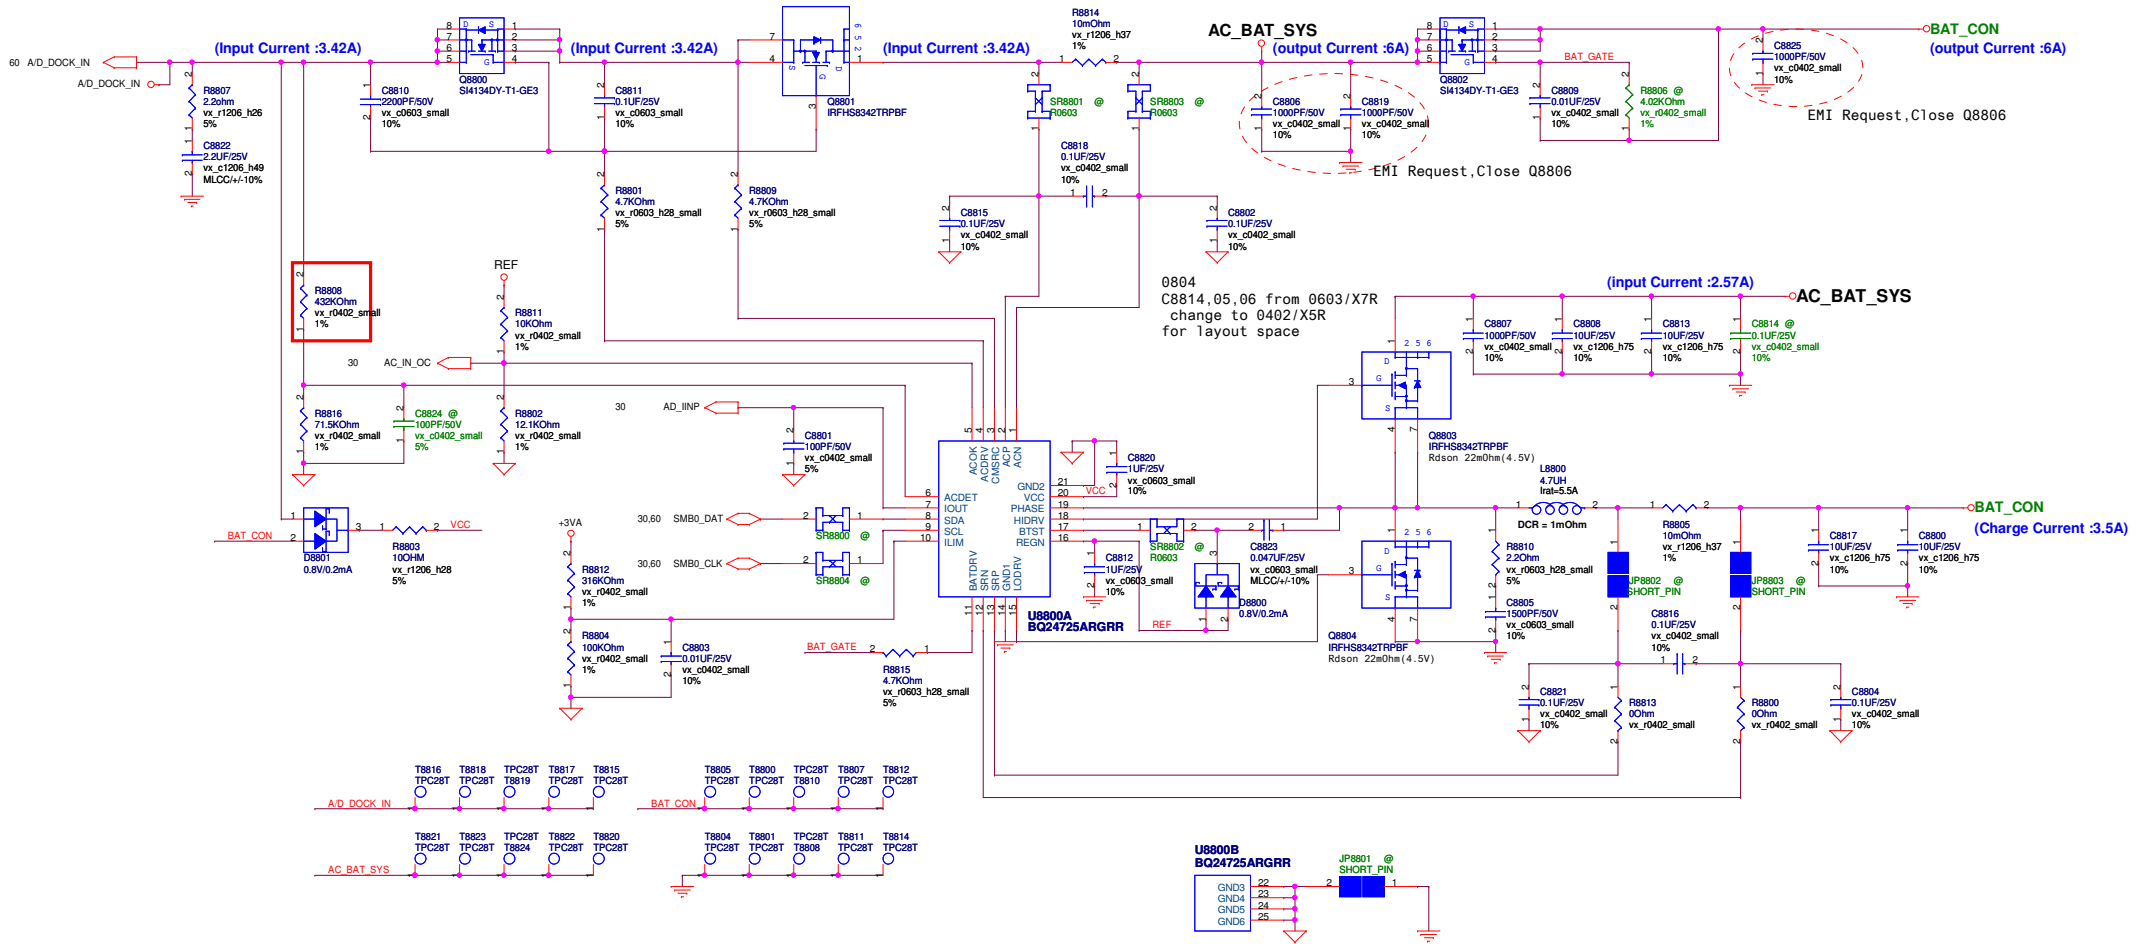 (Input Current :3.42A)
(Input Current :3.42A)
(Input Current :3.42A)
AC_BAT_SYS
(output Current :6A)
BAT_CON
(output Current :6A)
60 A/D_DOCK_IN
A/D_DOCK_IN
R8807
2.2ohm
vx_r1206_h26
5%
C8822
2.2UF/25V
vx_c1206_h49
MLCC/+/-10%
C8810
2200PF/50V
vx_c0603_small
10%
Q8800
SI4134DY-T1-GE3
C8811
0.1UF/25V
vx_c0603_small
10%
Q8801
IRFHS8342TRPBF
R8814
10mOhm
vx_r1206_h37
1%
SR8801 @
R0603
SR8803 @
R0603
C8806
1000PF/50V
vx_c0402_small
10%
C8819
1000PF/50V
vx_c0402_small
10%
EMI Request,Close Q8806
Q8802
SI4134DY-T1-GE3
BAT_GATE
C8809
0.01UF/25V
vx_c0402_small
10%
R8806 @
4.02KOhm
vx_r0402_small
1%
C8825
1000PF/50V
vx_c0402_small
10%
EMI Request,Close Q8806
R8801
4.7KOhm
vx_r0603_h28_small
5%
R8809
4.7KOhm
vx_r0603_h28_small
5%
C8818
0.1UF/25V
vx_c0402_small
10%
C8815
0.1UF/25V
vx_c0402_small
10%
C8802
0.1UF/25V
vx_c0402_small
10%
R8808
432KOhm
vx_r0402_small
1%
REF
R8811
10KOhm
vx_r0402_small
1%
30 AC_IN_OC
0804
C8814,05,06 from 0603/X7R
change to 0402/X5R
for layout space
(input Current :2.57A)
AC_BAT_SYS
C8807
1000PF/50V
vx_c0402_small
10%
C8808
10UF/25V
vx_c1206_h75
10%
C8813
10UF/25V
vx_c1206_h75
10%
C8814 @
0.1UF/25V
vx_c0402_small
10%
R8816
71.5KOhm
vx_r0402_small
1%
C8824 @
100PF/50V
vx_c0402_small
5%
R8802
12.1KOhm
vx_r0402_small
1%
30 AD_IINP
C8801
100PF/50V
vx_c0402_small
5%
ACOK
ACDRV
CMSRC
ACP
ACN
6 ACDET
7 IOUT
8 SDA
9 SCL
10 ILIM
GND2 21
VCC 20
PHASE 19
HIDRV 18
BTST 17
REGN 16
BATDRV
SRN
SRP
GND1
LODRV
11 12 13 14 15
U8800A
BQ24725ARGRR
C8820
1UF/25V
vx_c0603_small
10%
VCC
Q8803
IRFHS8342TRPBF
Rdson 22mOhm(4.5V)
L8800
4.7UH
Irat=5.5A
DCR = 1mOhm
R8805
10mOhm
vx_r1206_h37
1%
BAT_CON
(Charge Current :3.5A)
BAT_CON
D8801
0.8V/0.2mA
R8803
10OHM
vx_r1206_h28
5%
VCC
+3VA
R8812
316KOhm
vx_r0402_small
1%
30,60 SMB0_DAT
SR8800 @
30,60 SMB0_CLK
SR8804 @
C8812
1UF/25V
vx_c0603_small
10%
SR8802 @
R0603
C8823
0.047UF/25V
vx_c0603_small
MLCC/+/-10%
D8800
0.8V/0.2mA
REF
Q8804
IRFHS8342TRPBF
Rdson 22mOhm(4.5V)
R8810
2.2Ohm
vx_r0603_h28_small
5%
C8805
1500PF/50V
vx_c0603_small
10%
JP8802 @
SHORT_PIN
JP8803 @
SHORT_PIN
C8817
10UF/25V
vx_c1206_h75
10%
C8800
10UF/25V
vx_c1206_h75
10%
R8804
100KOhm
vx_r0402_small
1%
C8803
0.01UF/25V
vx_c0402_small
10%
BAT_GATE
R8815
4.7KOhm
vx_r0603_h28_small
5%
C8816
0.1UF/25V
vx_c0402_small
10%
C8821
0.1UF/25V
vx_c0402_small
10%
R8813
0Ohm
vx_r0402_small
R8800
0Ohm
vx_r0402_small
C8804
0.1UF/25V
vx_c0402_small
10%
T8816 T8818 TPC28T T8817 T8815
TPC28T TPC28T T8819 TPC28T TPC28T
A/D_DOCK_IN
T8805 T8800 TPC28T T8807 T8812
TPC28T TPC28T T8810 TPC28T TPC28T
BAT_CON
T8821 T8823 TPC28T T8822 T8820
TPC28T TPC28T T8824 TPC28T TPC28T
AC_BAT_SYS
T8804 T8801 TPC28T T8811 T8814
TPC28T TPC28T T8808 TPC28T TPC28T
U8800B
BQ24725ARGRR
GND3 22
GND4 23
GND5 24
GND6 25
JP8801 @
SHORT_PIN